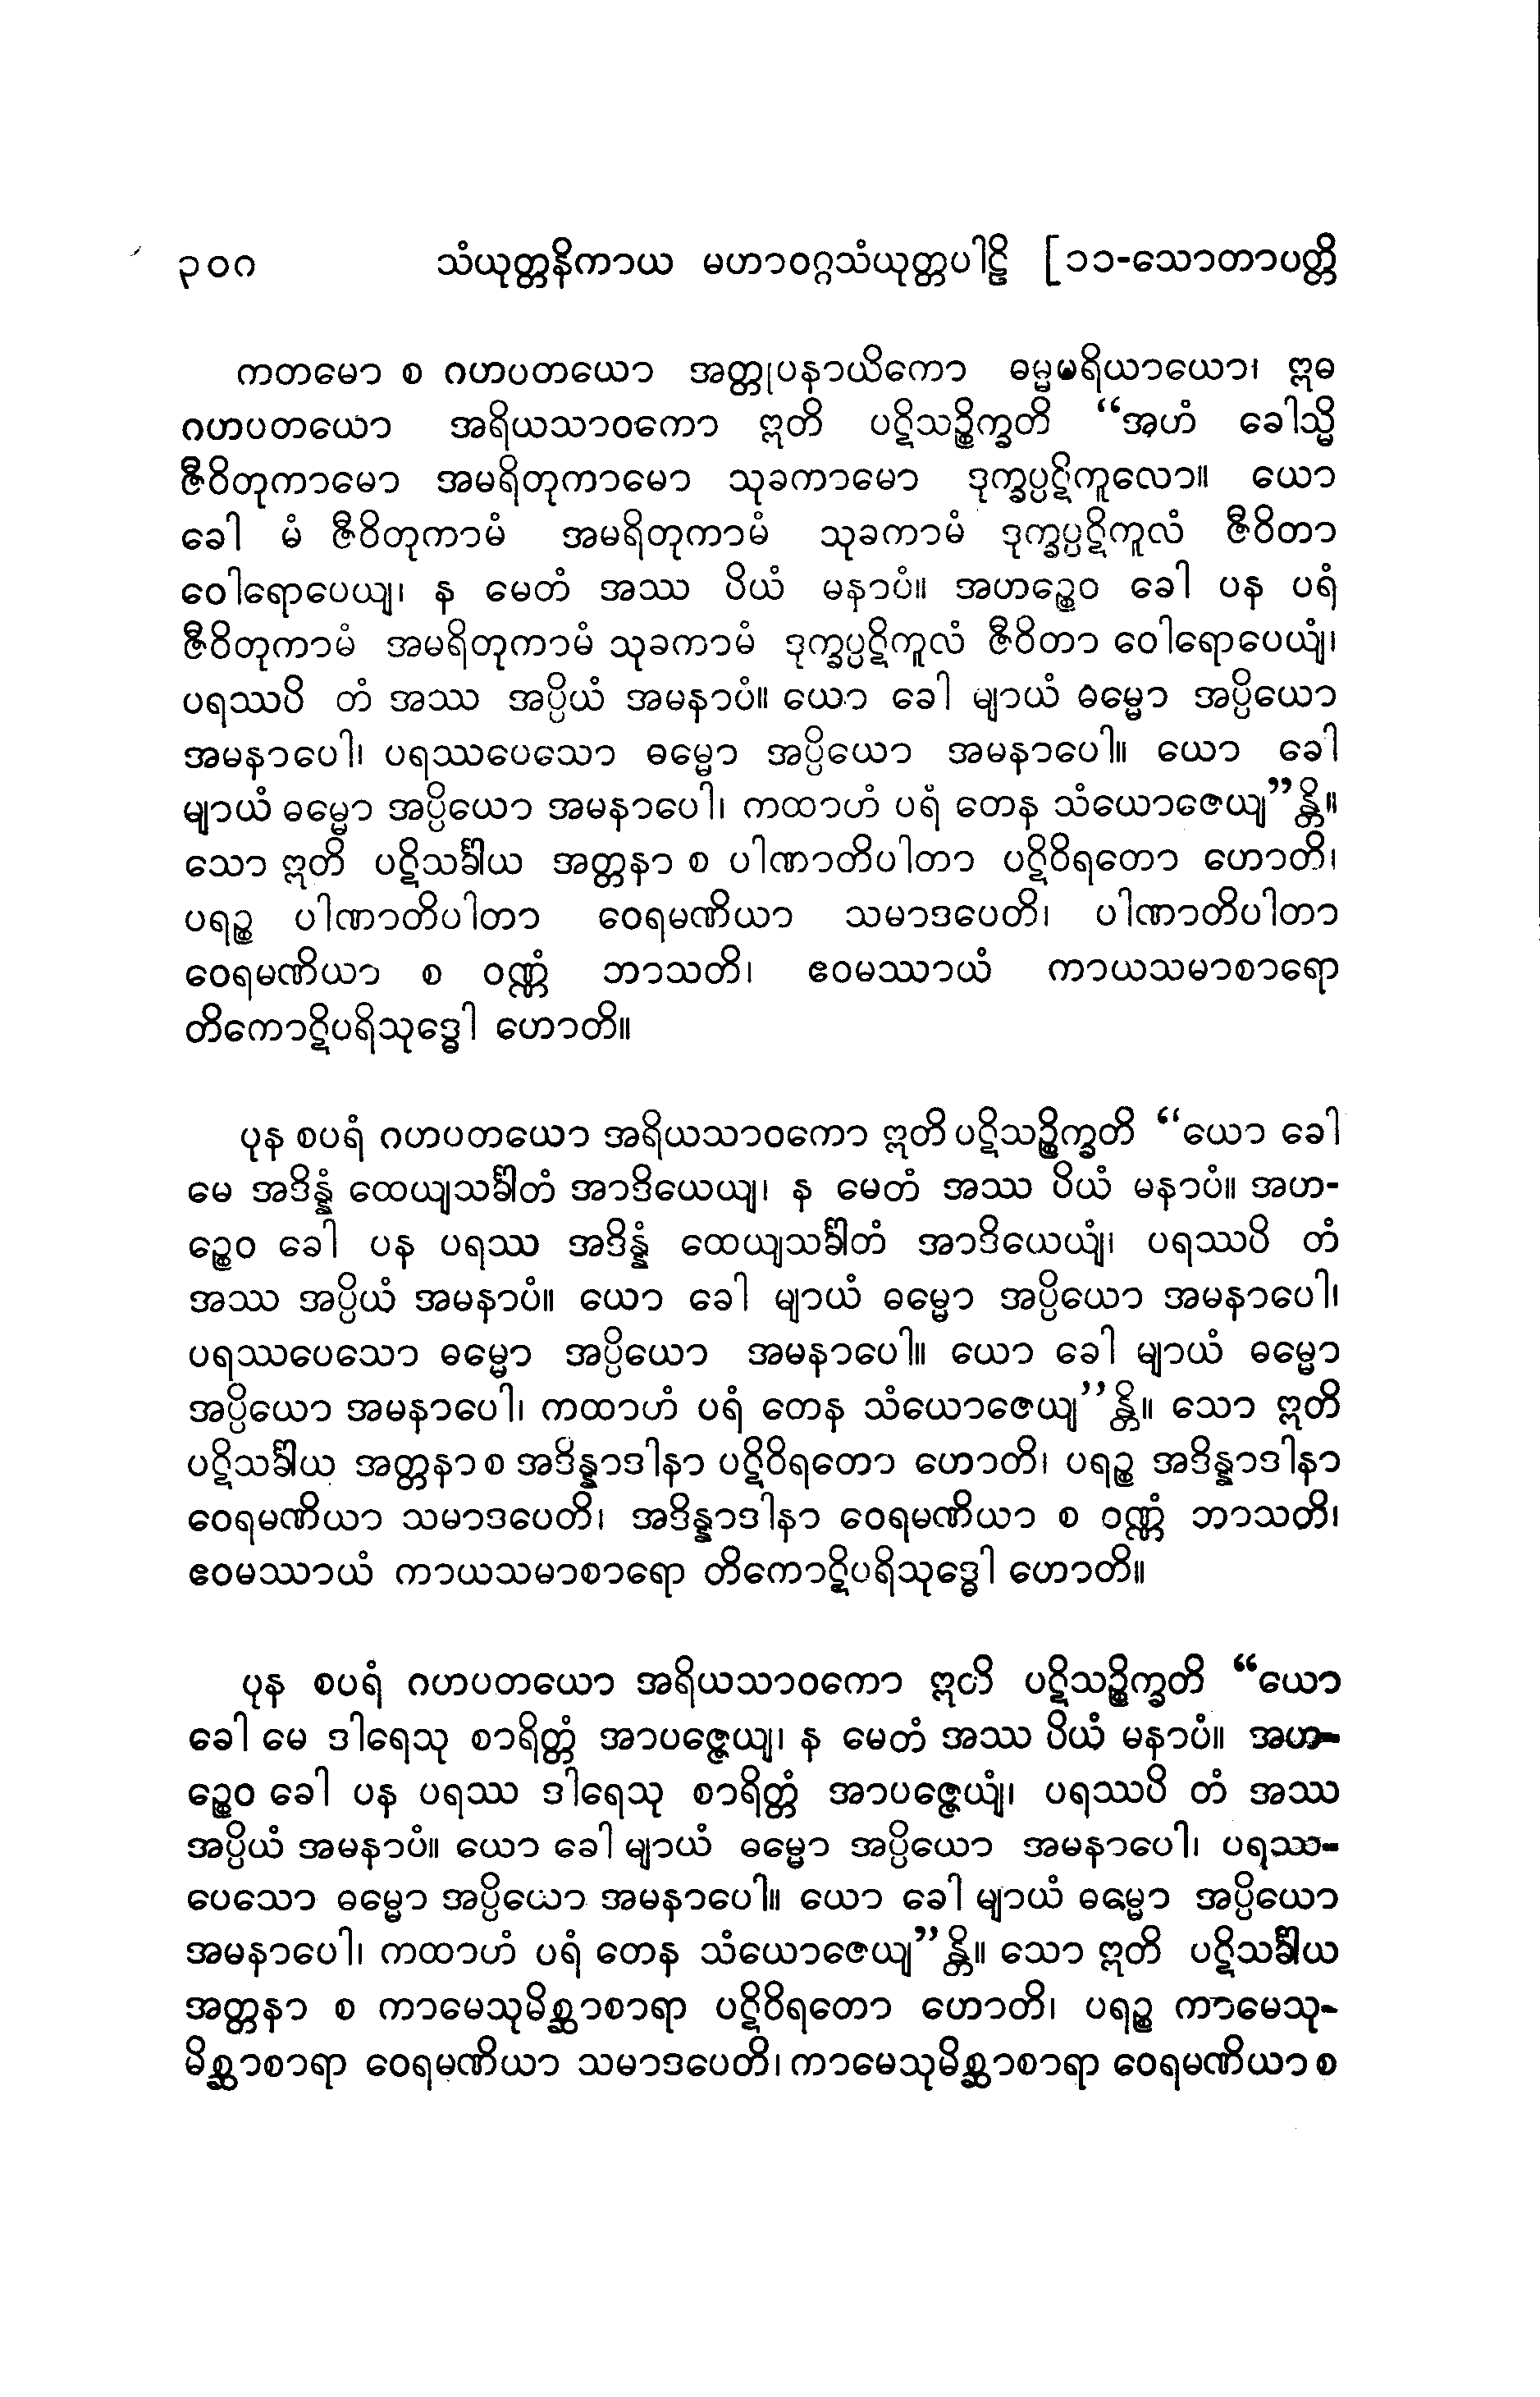 ၃၀၈ သံယုတ္တနိကာယ မဟာဝဂ္ဂသံယုတ္တပါဠိ [၁၁-သောတာပတ္တိ
ကတမော စ ဂဟပတယော အတ္တုပနာယိကော ဓမ္မမရိယာယော၊ ဣဓ
ဂဟပတယော အရိယသာဝကော ဣတိ ပဋိသဉ္စိက္ခတိ “အဟံ ခေါသ္မိ
ဇီဝိတုကာမော အမရိတုကာမော သုခကာမော ဒုက္ခပ္ပဋိကူလော။ ယော
ခေါ မံ ဇီဝိတုကာမံ အမရိတုကာမံ သုခကာမံ ဒုက္ခပ္ပဋိကူလံ ဇီဝိတာ
ဝေါရောပေယျ၊ န မေတံ အဿ ပိယံ မနာပံ။ အဟဉ္စေဝ ခေါ ပန ပရံ
ဇီဝိတုကာမံ အမရိတုကာမံ သုခကာမံ ဒုက္ခပ္ပဋိကူလံ ဇီဝိတာ ဝေါရောပေယျံ၊
ပရဿပိ တံ အဿ အပ္ပိယံ အမနာပံ။ ယော ခေါ မျာယံ ဓမ္မော အပ္ပိယော
အမနာပေါ၊ ပရဿပေသော ဓမ္မော အပ္ပိယော အမနာပေါ။ ယော ခေါ
မျာယံ ဓမ္မော အပ္ပိယော အမနာပေါ၊ ကထာဟံ ပရံ တေန သံယောဇေယျ”န္တိ။
သော ဣတိ ပဋိသင်္ခါယ အတ္တနာ စ ပါဏာတိပါတာ ပဋိဝိရတော ဟောတိ၊
ပရဉ္စ ပါဏာတိပါတာ ဝေရမဏိယာ သမာဒပေတိ၊ ပါဏာတိပါတာ
ဝေရမဏိယာ စ ဝဏ္ဏံ ဘာသတိ၊ ဧဝမဿာယံ ကာယသမာစာရော
တိကောဋိပရိသုဒ္ဓေါ ဟောတိ။
ပုန စပရံ ဂဟပတယော အရိယသာဝကော ဣတိ ပဋိသဉ္စိက္ခတိ “ယော ခေါ
မေ အဒိန္နံ ထေယျသင်္ခါတံ အာဒိယေယျ၊ န မေတံ အဿ ပိယံ မနာပံ။ အဟ-
ဉ္စေဝ ခေါ ပန ပရဿ အဒိန္နံ ထေယျသင်္ခါတံ အာဒိယေယျံ၊ ပရဿပိ တံ
အဿ အပ္ပိယံ အမနာပံ။ ယော ခေါ မျာယံ ဓမ္မော အပ္ပိယော အမနာပေါ၊
ပရဿပေသော ဓမ္မော အပ္ပိယော အမနာပေါ။ ယော ခေါ မျာယံ ဓမ္မော
အပ္ပိယော အမနာပေါ၊ ကထာဟံ ပရံ တေန သံယောဇေယျ”န္တိ။ သော ဣတိ
ပဋိသင်္ခါယ အတ္တနာ စ အဒိန္နာဒါနာ ပဋိဝိရတော ဟောတိ၊ ပရဉ္စ အဒိန္နာဒါနာ
ဝေရမဏိယာ သမာဒပေတိ၊ အဒိန္နာဒါနာ ဝေရမဏိယာ စ ဝဏ္ဏံ ဘာသတိ၊
ဧဝမဿာယံ ကာယသမာစာရော တိကောဋိပရိသုဒ္ဓေါ ဟောတိ။
ပုန စပရံ ဂဟပတယော အရိယသာဝကော ဣတိ ပဋိသဉ္စိက္ခတိ “ယော
ခေါ မေ ဒါရေသု စာရိတ္တံ အာပဇ္ဇေယျ၊ န မေတံ အဿ ပိယံ မနာပံ။ အဟ-
ဉ္စေဝ ခေါ ပန ပရဿ ဒါရေသု စာရိတ္တံ အာပဇ္ဇေယျံ၊ ပရဿပိ တံ အဿ
အပ္ပိယံ အမနာပံ။ ယော ခေါ မျာယံ ဓမ္မော အပ္ပိယော အမနာပေါ၊ ပရဿ-
ပေသော ဓမ္မော အပ္ပိယော အမနာပေါ။ ယော ခေါ မျာယံ ဓမ္မော အပ္ပိယော
အမနာပေါ၊ ကထာဟံ ပရံ တေန သံယောဇေယျ”န္တိ။ သော ဣတိ ပဋိသင်္ခါယ
အတ္တနာ စ ကာမေသုမိစ္ဆာစာရာ ပဋိဝိရတော ဟောတိ၊ ပရဉ္စ ကာမေသု-
မိစ္ဆာစာရာ ဝေရမဏိယာ သမာဒပေတိ၊ ကာမေသုမိစ္ဆာစာရာ ဝေရမဏိယာ စ